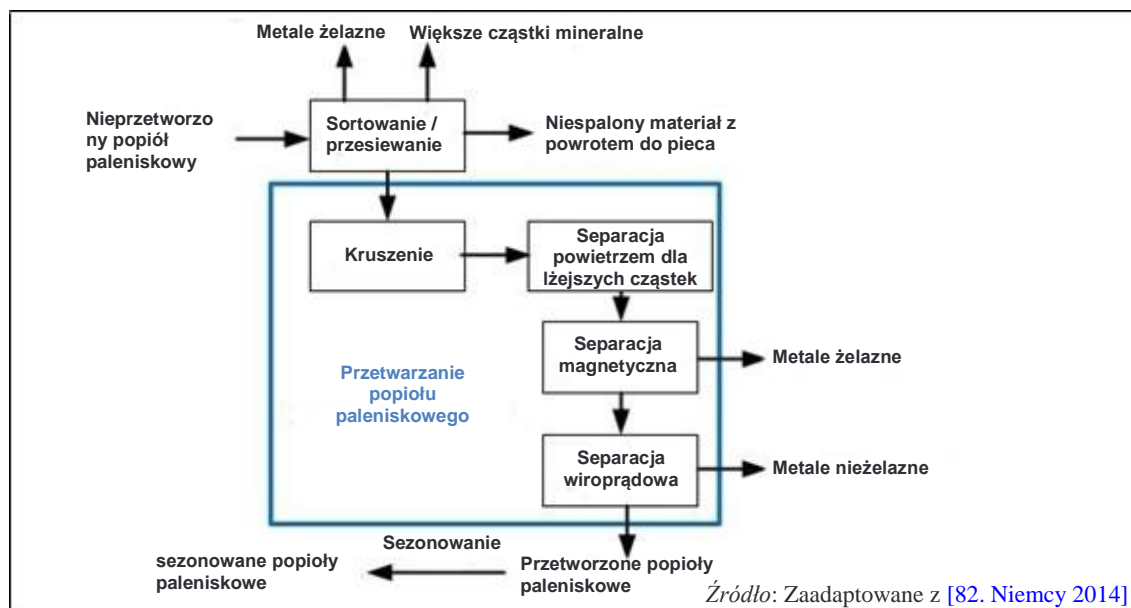 Metale żelazne
Większe cząstki mineralne
Nieprzetworzo
ny popiół
paleniskowy
Sortowanie /
przesiewanie
Niespalony materiał z
powrotem do pieca
Kruszenie
Separacja
powietrzem dla
lżejszych cząstek
Separacja
magnetyczna
Metale żelazne
Przetwarzanie
popiołu
paleniskowego
Separacja
wiroprądowa
Metale nieżelazne
Sezonowanie
sezonowane popioły
paleniskowe
Przetworzone popioły
paleniskowe
Źródło: Zaadaptowane z [82. Niemcy 2014]